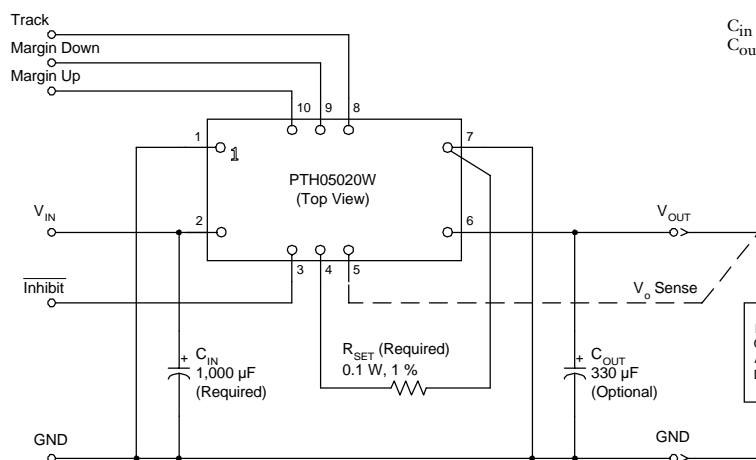 Track
Margin Down
Margin Up
C_in
10 9 8
1
1
7
PTH05020W
(Top View)
V_IN
2
6
V_OUT
3 4 5
Inhibit
V_o Sense
R_SET (Required)
0.1 W, 1 %
+ C_IN
1,000 µF
(Required)
+ C_OUT
330 µF
(Optional)
GND
GND